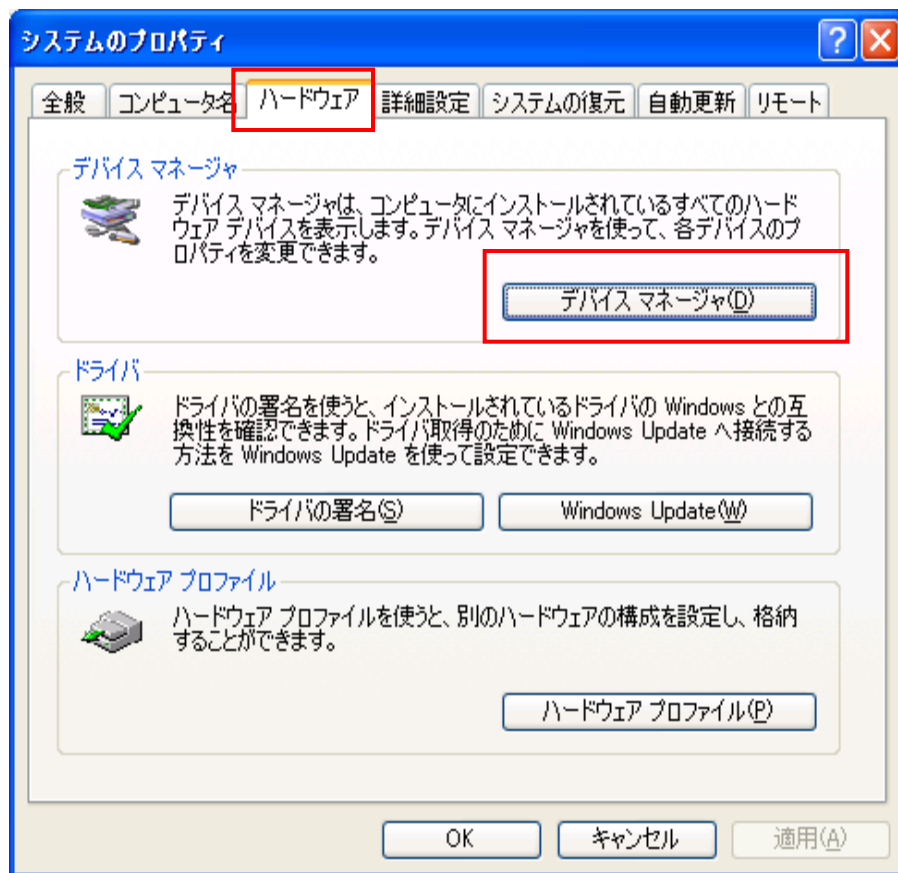 システムのプロパティ
全般 コンピュータ名 ハードウェア 詳細設定 システムの復元 自動更新 リモート
デバイス マネージャ
デバイス マネージャは、コンピュータにインストールされているすべてのハード
ウェア デバイスを表示します。デバイス マネージャを使って、各デバイスのプ
ロパティを変更できます。
デバイス マネージャ(D)
ドライバ
ドライバの署名を使うと、インストールされているドライバの Windows との互
換性を確認できます。ドライバ取得のために Windows Update へ接続する
方法を Windows Update を使って設定できます。
ドライバの署名(S) Windows Update(W)
ハードウェア プロファイル
ハードウェア プロファイルを使うと、別のハードウェアの構成を設定し、格納
することができます。
ハードウェア プロファイル(P)
OK キャンセル 適用(A)